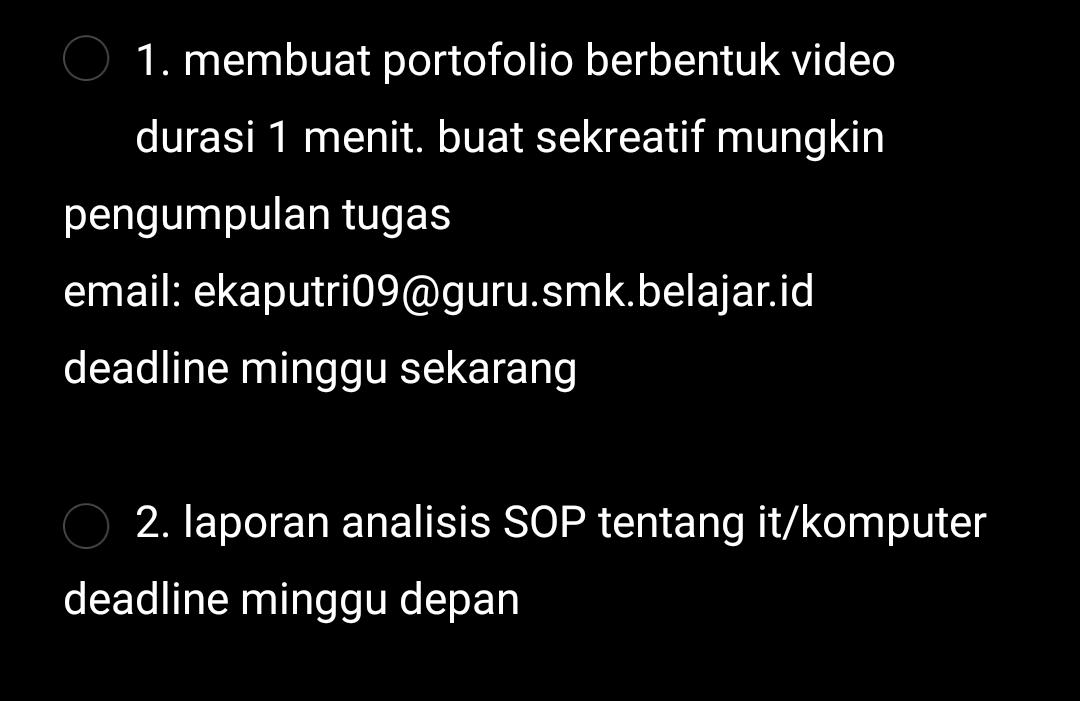 1. membuat portofolio berbentuk video
durasi 1 menit. buat sekreatif mungkin
pengumpulan tugas
email: ekaputri09@guru.smk.belajar.id
deadline minggu sekarang
2. laporan analisis SOP tentang it/komputer
deadline minggu depan